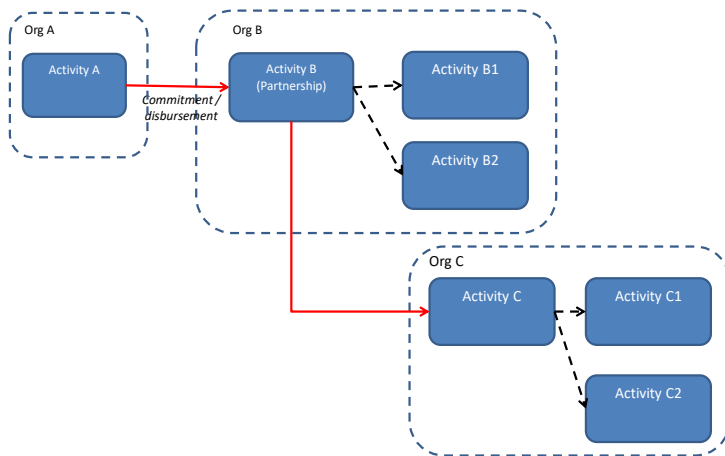 Org A
Activity A
Commitment /
disbursement
Org B
Activity B
(Partnership)
Activity B1
Activity B2
Org C
Activity C
Activity C1
Activity C2